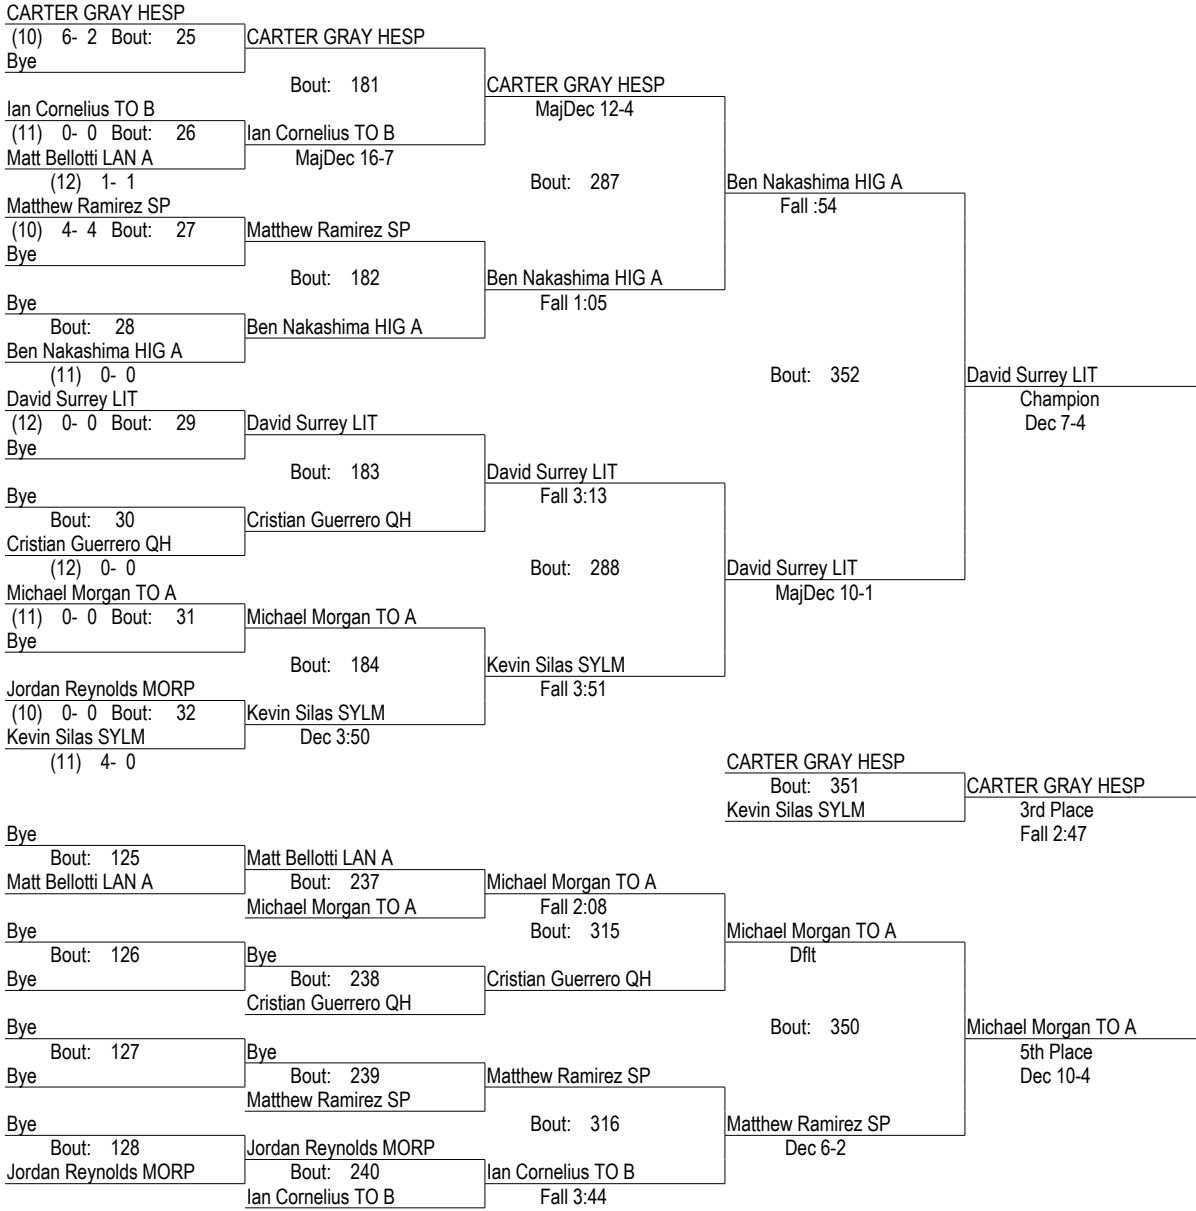 CARTER GRAY HESP
(10) 6- 2 Bout: 25 CARTER GRAY HESP
Bye
Bout: 181 CARTER GRAY HESP
Ian Cornelius TO B MajDec 12-4
(11) 0- 0 Bout: 26 Ian Cornelius TO B
Matt Bellotti LAN A MajDec 16-7
(12) 1- 1 Bout: 287 Ben Nakashima HIG A
Matthew Ramirez SP Fall :54
(10) 4- 4 Bout: 27 Matthew Ramirez SP
Bye
Bout: 182 Ben Nakashima HIG A
Bye Fall 1:05
Bout: 28 Ben Nakashima HIG A
Ben Nakashima HIG A
(11) 0- 0 Bout: 352 David Surrey LIT
David Surrey LIT Champion
(12) 0- 0 Bout: 29 David Surrey LIT Dec 7-4
Bye
Bout: 183 David Surrey LIT
Bye Fall 3:13
Bout: 30 Cristian Guerrero QH
Cristian Guerrero QH
(12) 0- 0 Bout: 288 David Surrey LIT
Michael Morgan TO A MajDec 10-1
(11) 0- 0 Bout: 31 Michael Morgan TO A
Bye
Bout: 184 Kevin Silas SYLM
Jordan Reynolds MORP Fall 3:51
(10) 0- 0 Bout: 32 Kevin Silas SYLM
Kevin Silas SYLM Dec 3:50
(11) 4- 0 CARTER GRAY HESP
Bout: 351 CARTER GRAY HESP
Kevin Silas SYLM 3rd Place
Bye Fall 2:47
Bout: 125 Matt Bellotti LAN A
Matt Bellotti LAN A Bout: 237 Michael Morgan TO A
Michael Morgan TO A Fall 2:08
Bye Bout: 315 Michael Morgan TO A
Bout: 126 Bye Dflt
Bye Bout: 238 Cristian Guerrero QH
Cristian Guerrero QH
Bye Bout: 350 Michael Morgan TO A
Bout: 127 Bye 5th Place
Bye Bout: 239 Matthew Ramirez SP Dec 10-4
Matthew Ramirez SP
Bye Bout: 316 Matthew Ramirez SP
Bout: 128 Jordan Reynolds MORP Dec 6-2
Jordan Reynolds MORP Bout: 240 Ian Cornelius TO B
Ian Cornelius TO B Fall 3:44